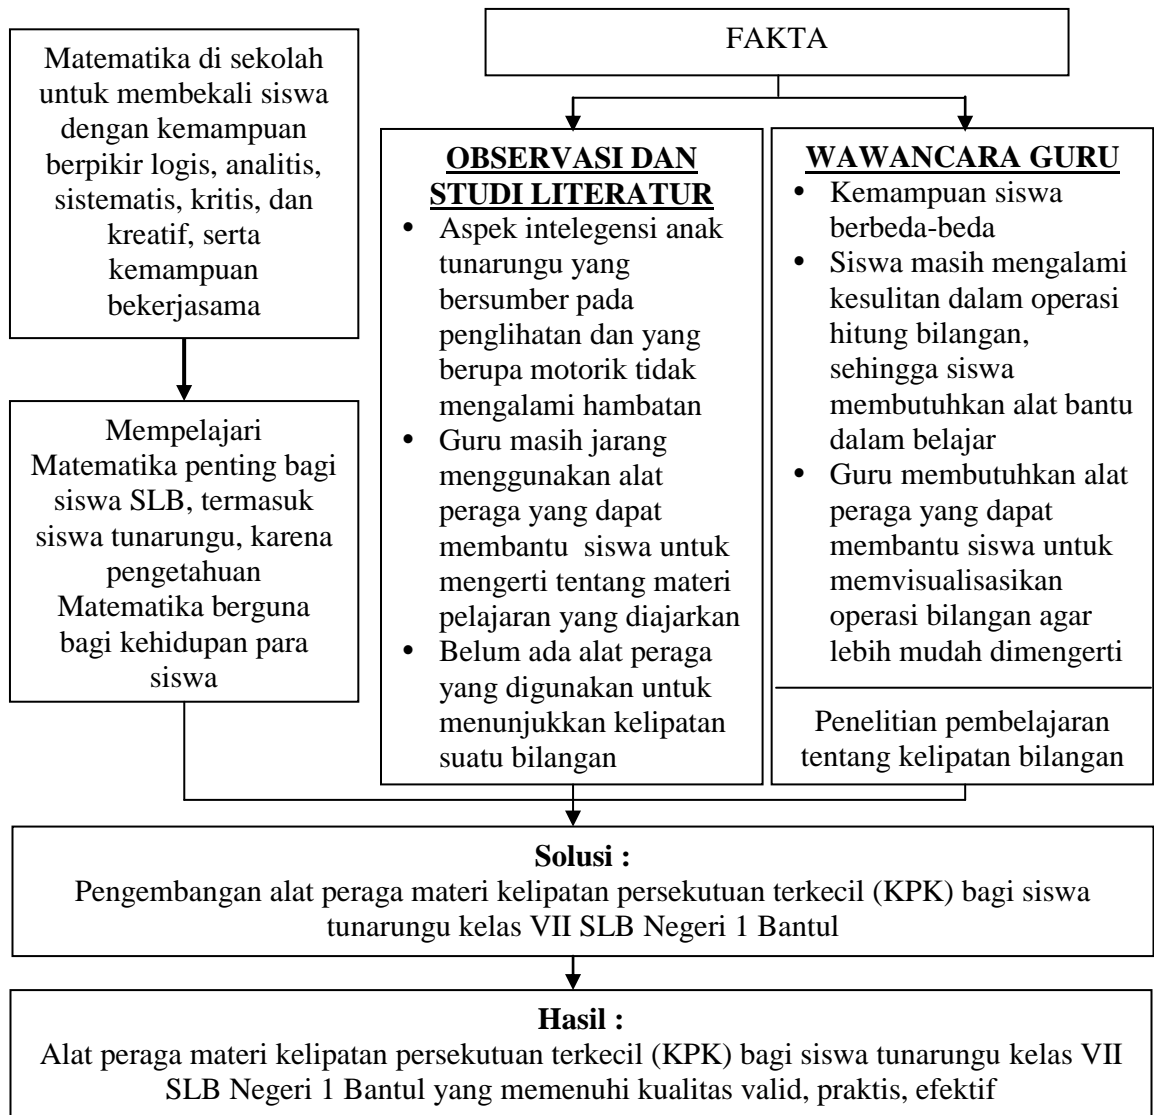 Matematika di sekolah
untuk membekali siswa
dengan kemampuan
berpikir logis, analitis,
sistematis, kritis, dan
kreatif, serta
kemampuan
bekerjasama
Mempelajari
Matematika penting bagi
siswa SLB, termasuk
siswa tunarungu, karena
pengetahuan
Matematika berguna
bagi kehidupan para
siswa
FAKTA
OBSERVASI DAN
STUDI LITERATUR
• Aspek intelegensi anak
tunarungu yang
bersumber pada
penglihatan dan yang
berupa motorik tidak
mengalami hambatan
• Guru masih jarang
menggunakan alat
peraga yang dapat
membantu siswa untuk
mengerti tentang materi
pelajaran yang diajarkan
• Belum ada alat peraga
yang digunakan untuk
menunjukkan kelipatan
suatu bilangan
WAWANCARA GURU
• Kemampuan siswa
berbeda-beda
• Siswa masih mengalami
kesulitan dalam operasi
hitung bilangan,
sehingga siswa
membutuhkan alat bantu
dalam belajar
• Guru membutuhkan alat
peraga yang dapat
membantu siswa untuk
memvisualisasikan
operasi bilangan agar
lebih mudah dimengerti
Penelitian pembelajaran
tentang kelipatan bilangan
Solusi :
Pengembangan alat peraga materi kelipatan persekutuan terkecil (KPK) bagi siswa
tunarungu kelas VII SLB Negeri 1 Bantul
Hasil :
Alat peraga materi kelipatan persekutuan terkecil (KPK) bagi siswa tunarungu kelas VII
SLB Negeri 1 Bantul yang memenuhi kualitas valid, praktis, efektif